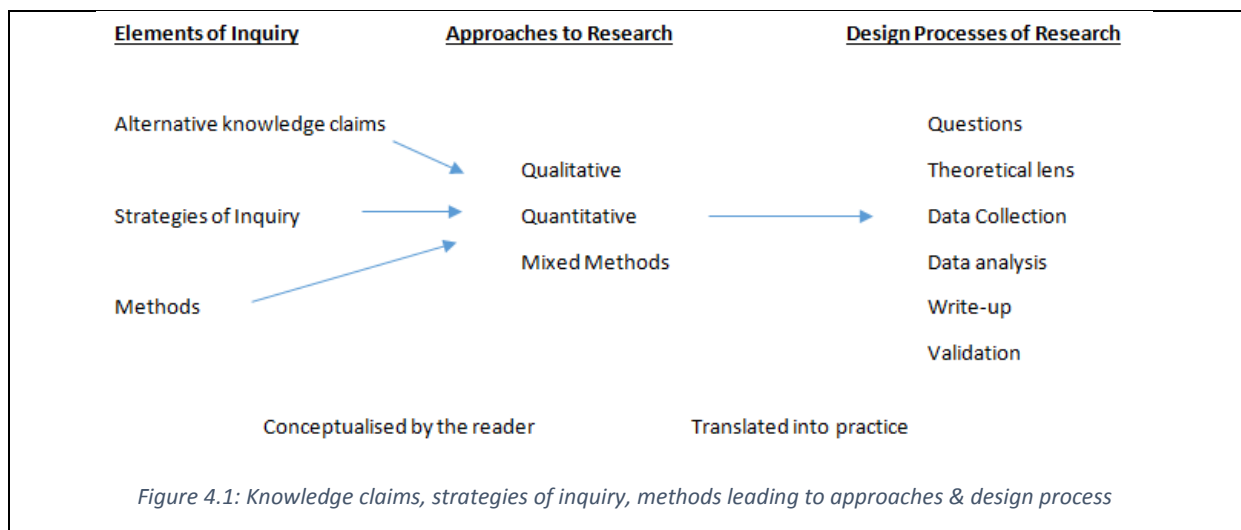 Elements of Inquiry Approaches to Research Design Processes of Research
Alternative knowledge claims Questions
Qualitative Theoretical lens
Strategies of Inquiry Quantitative Data Collection
Mixed Methods Data analysis
Methods Write-up
Validation
Conceptualised by the reader Translated into practice
Figure 4.1: Knowledge claims, strategies of inquiry, methods leading to approaches & design process